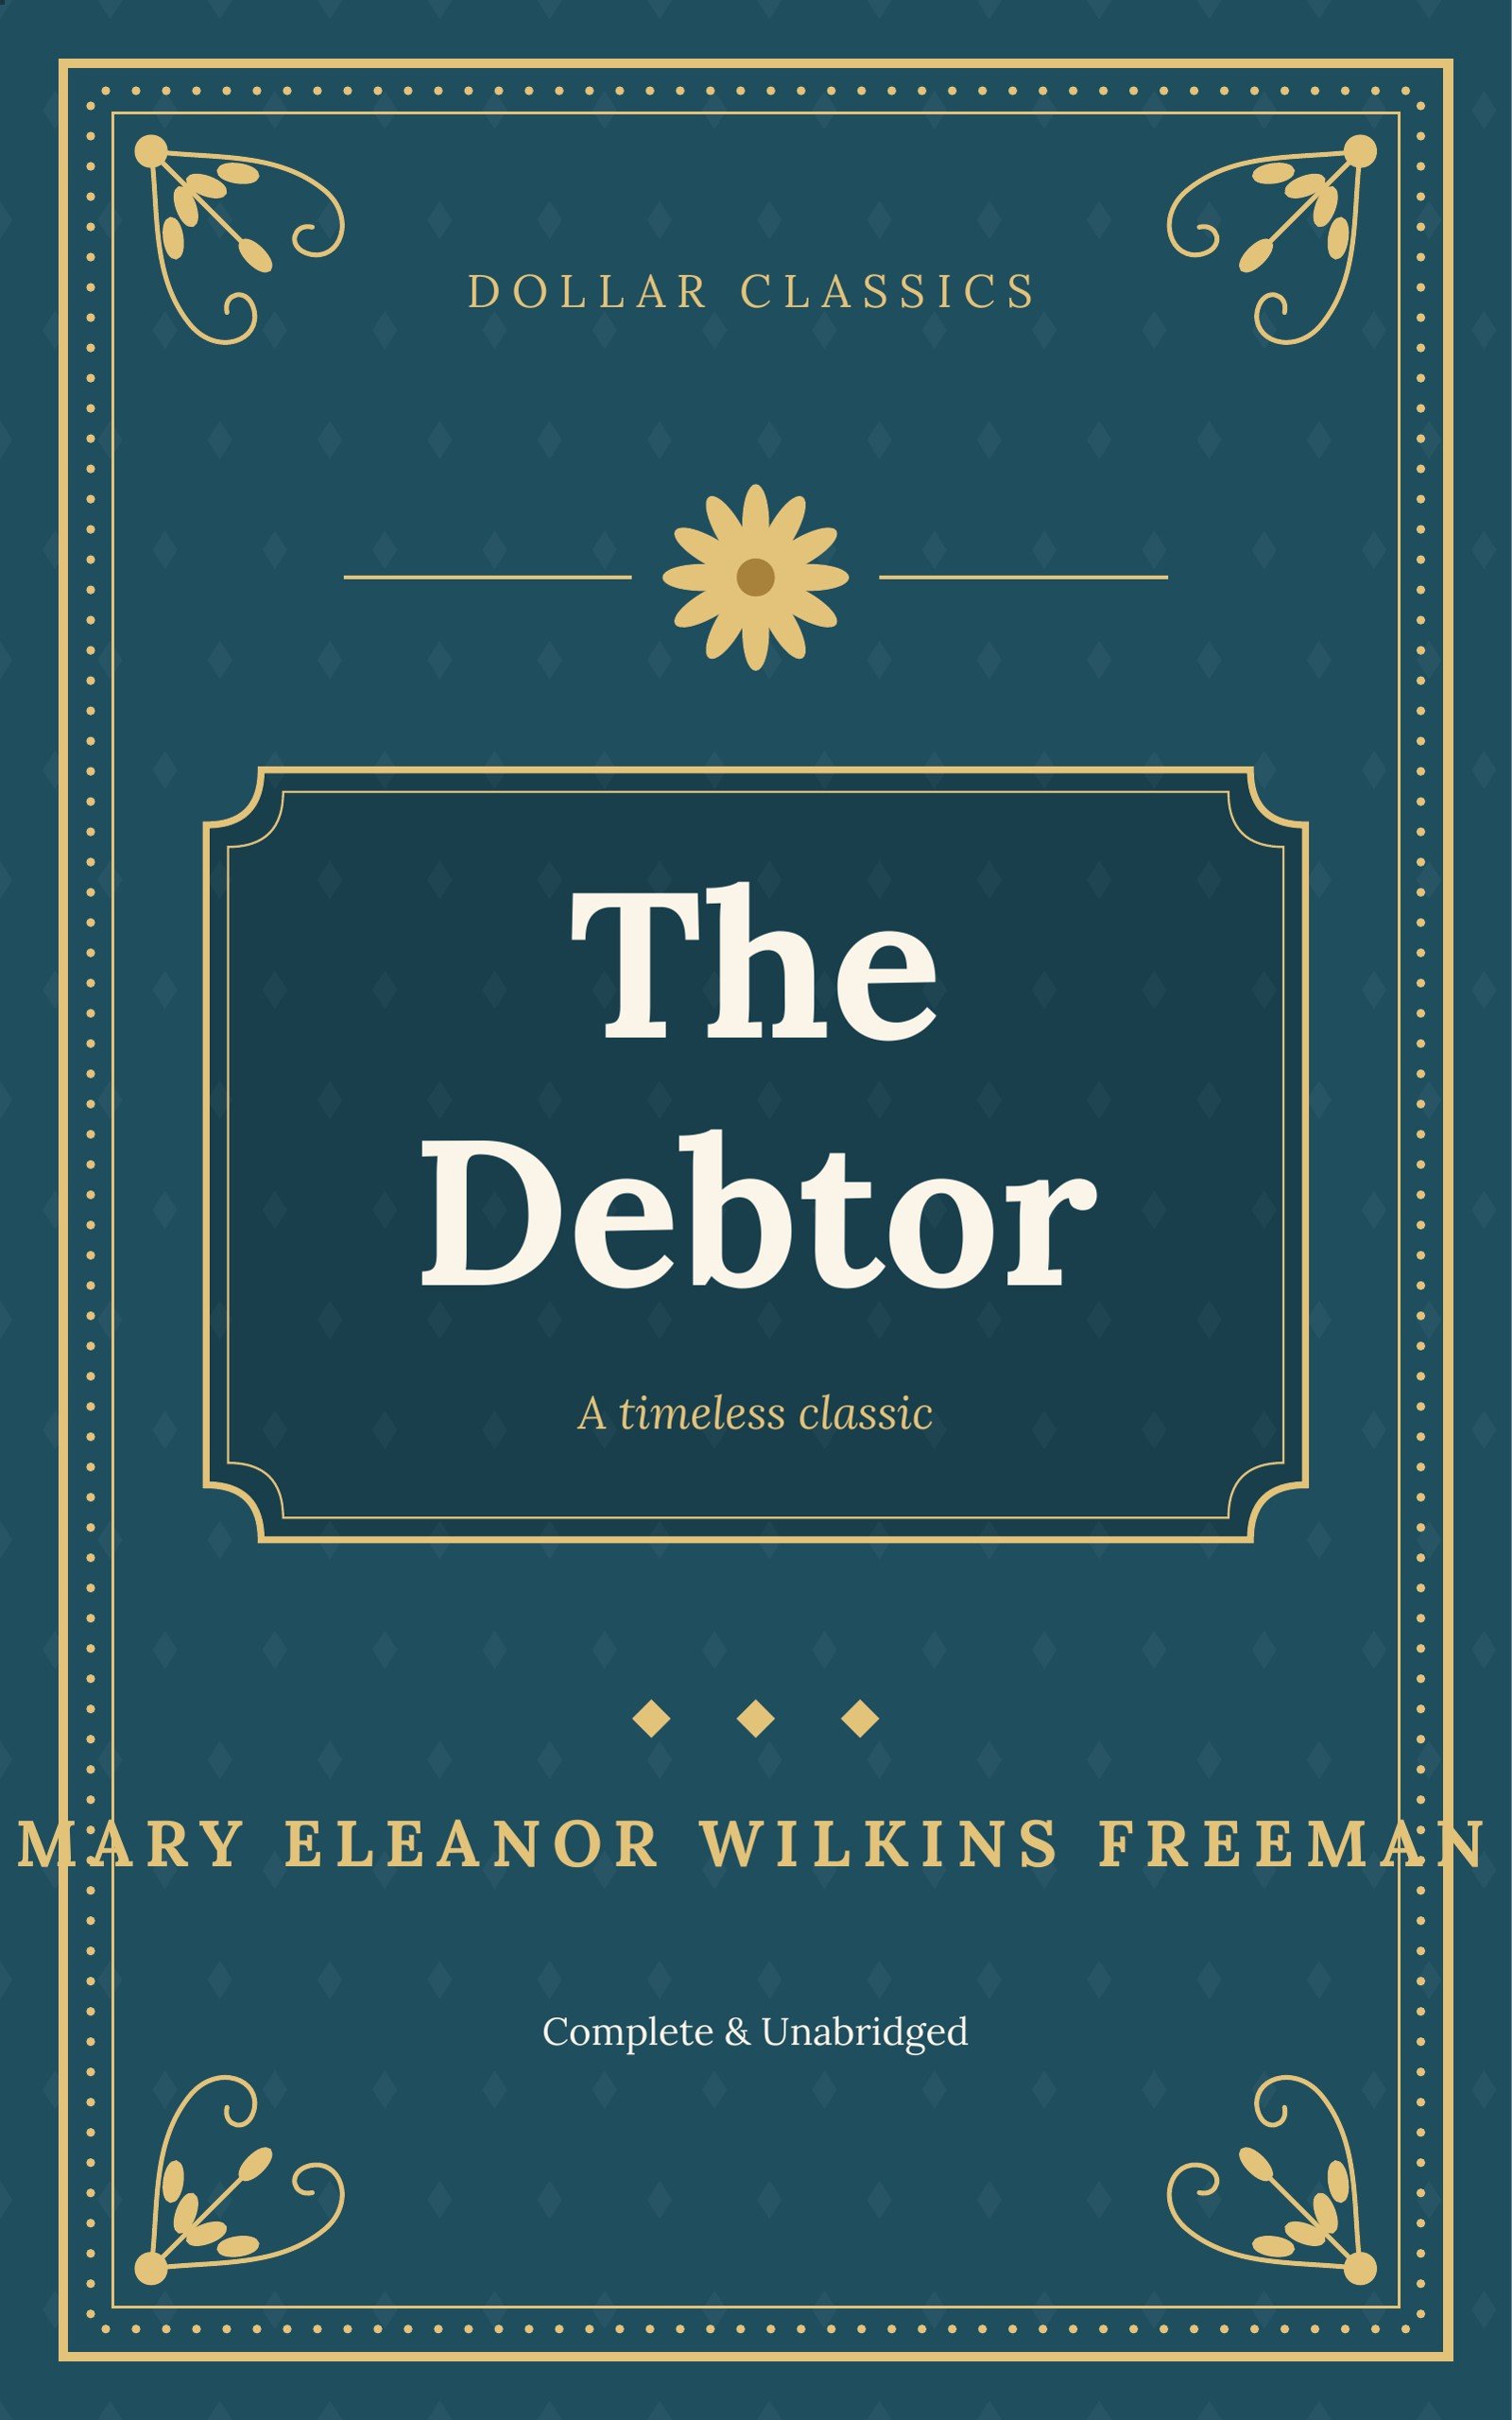 DOLLAR CLASSICS
The
Debtor
A timeless classic
MARY ELEANOR WILKINS FREEMAN
Complete & Unabridged